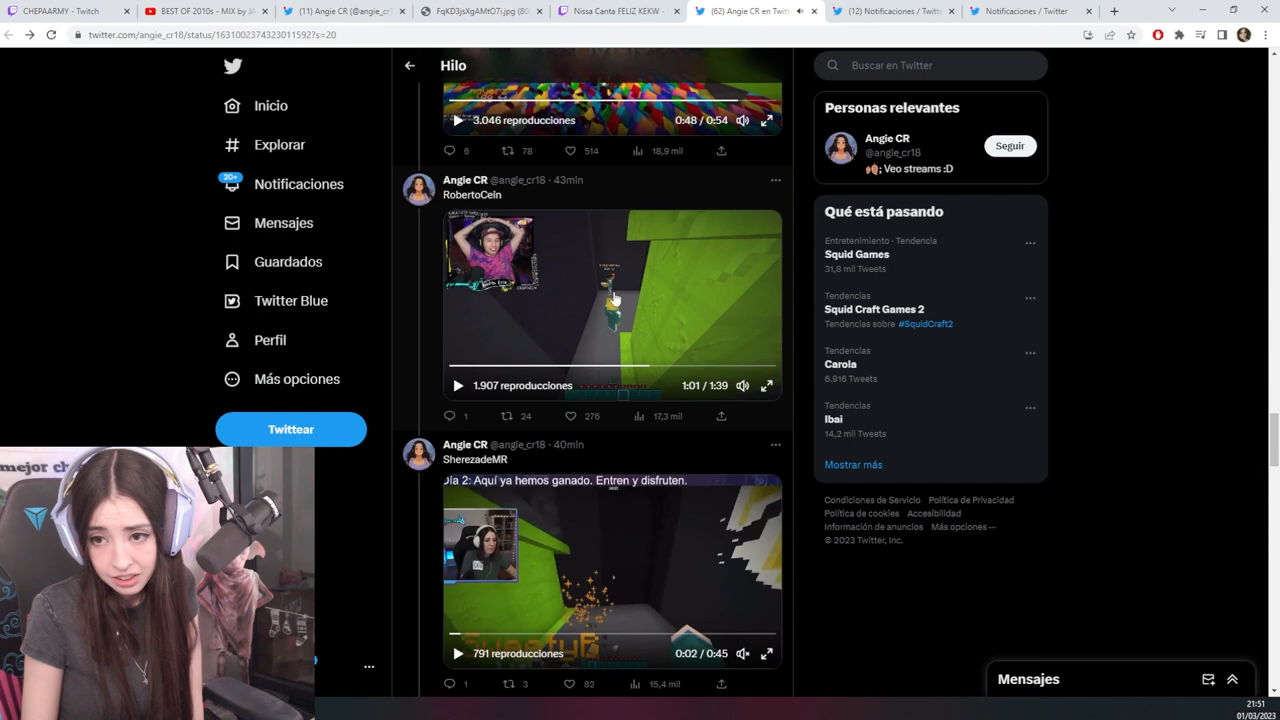 CHEPAARMY - Twitch
BEST OF 2010s ~ MIX by JA
(11) Angie CR (@angie_cr
FqKD3jsXgAMtO7i.jpg (80
Nissa Canta FELIZ KEKW -
(62) Angie CR en Twitt
(12) Notificaciones / Twitte
Notificaciones / Twitter
twitter.com/angie_cr18/status/1631002374323011592?s=20
Inicio
Explorar
20+
Notificaciones
Mensajes
Guardados
Twitter Blue
Perfil
Más opciones
Twittear
mejor ch
Hilo
3.046 reproducciones
0:48 / 0:54
6
78
514
18,9 mil
Angie CR @angie_cr18 · 43min
RobertoCein
1.907 reproducciones
1:01 / 1:39
1
24
276
17,3 mil
Angie CR @angie_cr18 · 40min
SherezadeMR
Día 2: Aquí ya hemos ganado. Entren y disfruten.
791 reproducciones
0:02 / 0:45
1
3
82
15,4 mil
Buscar en Twitter
Personas relevantes
Angie CR
@angie_cr18
Seguir
; Veo streams :D
Qué está pasando
Entretenimiento · Tendencia
Squid Games
31,8 mil Tweets
Tendencias
Squid Craft Games 2
Tendencias sobre #SquidCraft2
Tendencias
Carola
6.916 Tweets
Tendencias
Ibai
14,2 mil Tweets
Mostrar más
Condiciones de Servicio Política de Privacidad
Política de cookies Accesibilidad
Información de anuncios Más opciones ···
© 2023 Twitter, Inc.
Mensajes
21:51
01/03/2023